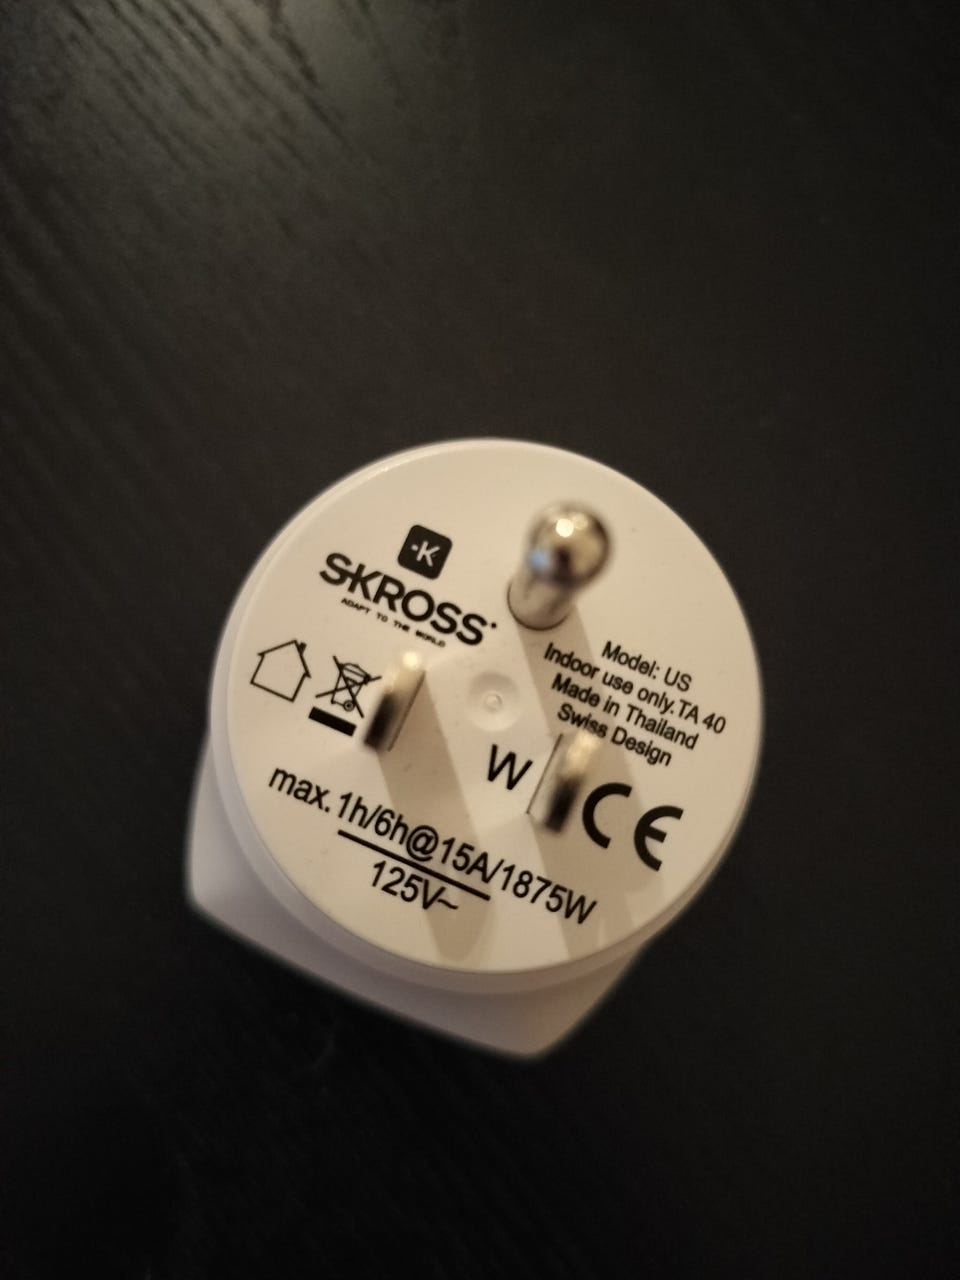 ·K
SKROSS
ADAPT TO THE WORLD
Model: US
Indoor use only.TA 40
Made in Thailand
Swiss Design
W
CE
max. 1h/6h@15A/1875W
125V~